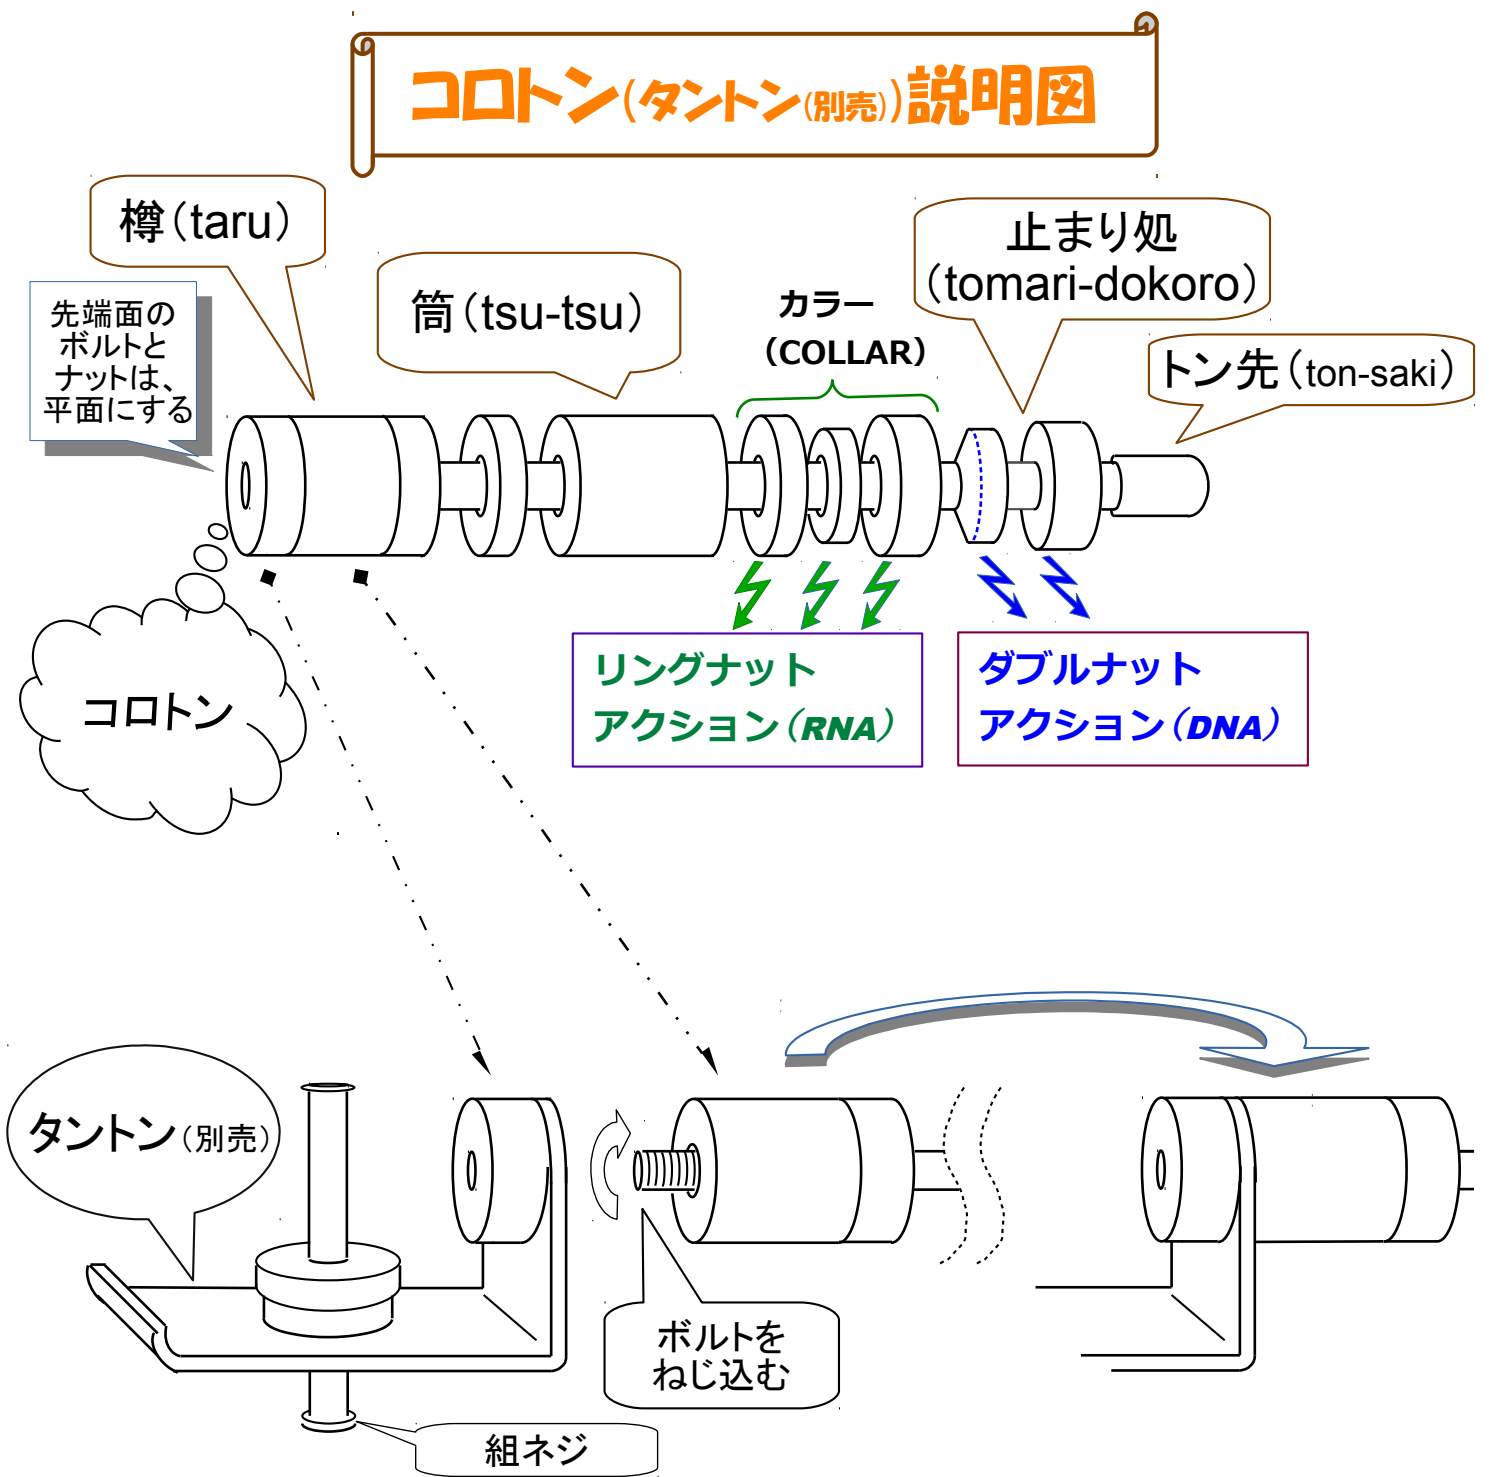 コロトン(タントン(別売))説明図
樽（taru）
筒（tsu-tsu）
止まり処
（tomari-dokoro）
カラー
（COLLAR）
トン先（ton-saki）
先端面の
ボルトと
ナットは、
平面にする
コロトン
リングナット
アクション（RNA）
ダブルナット
アクション（DNA）
タントン（別売）
ボルトを
ねじ込む
組ネジ